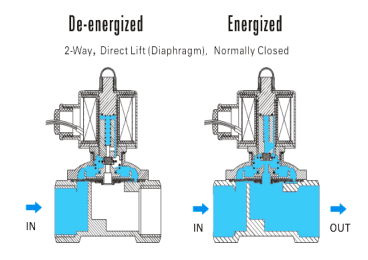 De-energized Energized
2-Way, Direct Lift (Diaphragm), Normally Closed
IN IN OUT